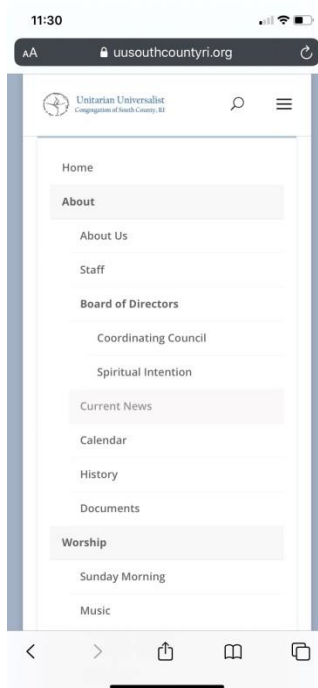 11:30
AA
uusouthcountyri.org
Unitarian Universalist
Congregation of South County, RI
Home
About
About Us
Staff
Board of Directors
Coordinating Council
Spiritual Intention
Current News
Calendar
History
Documents
Worship
Sunday Morning
Music